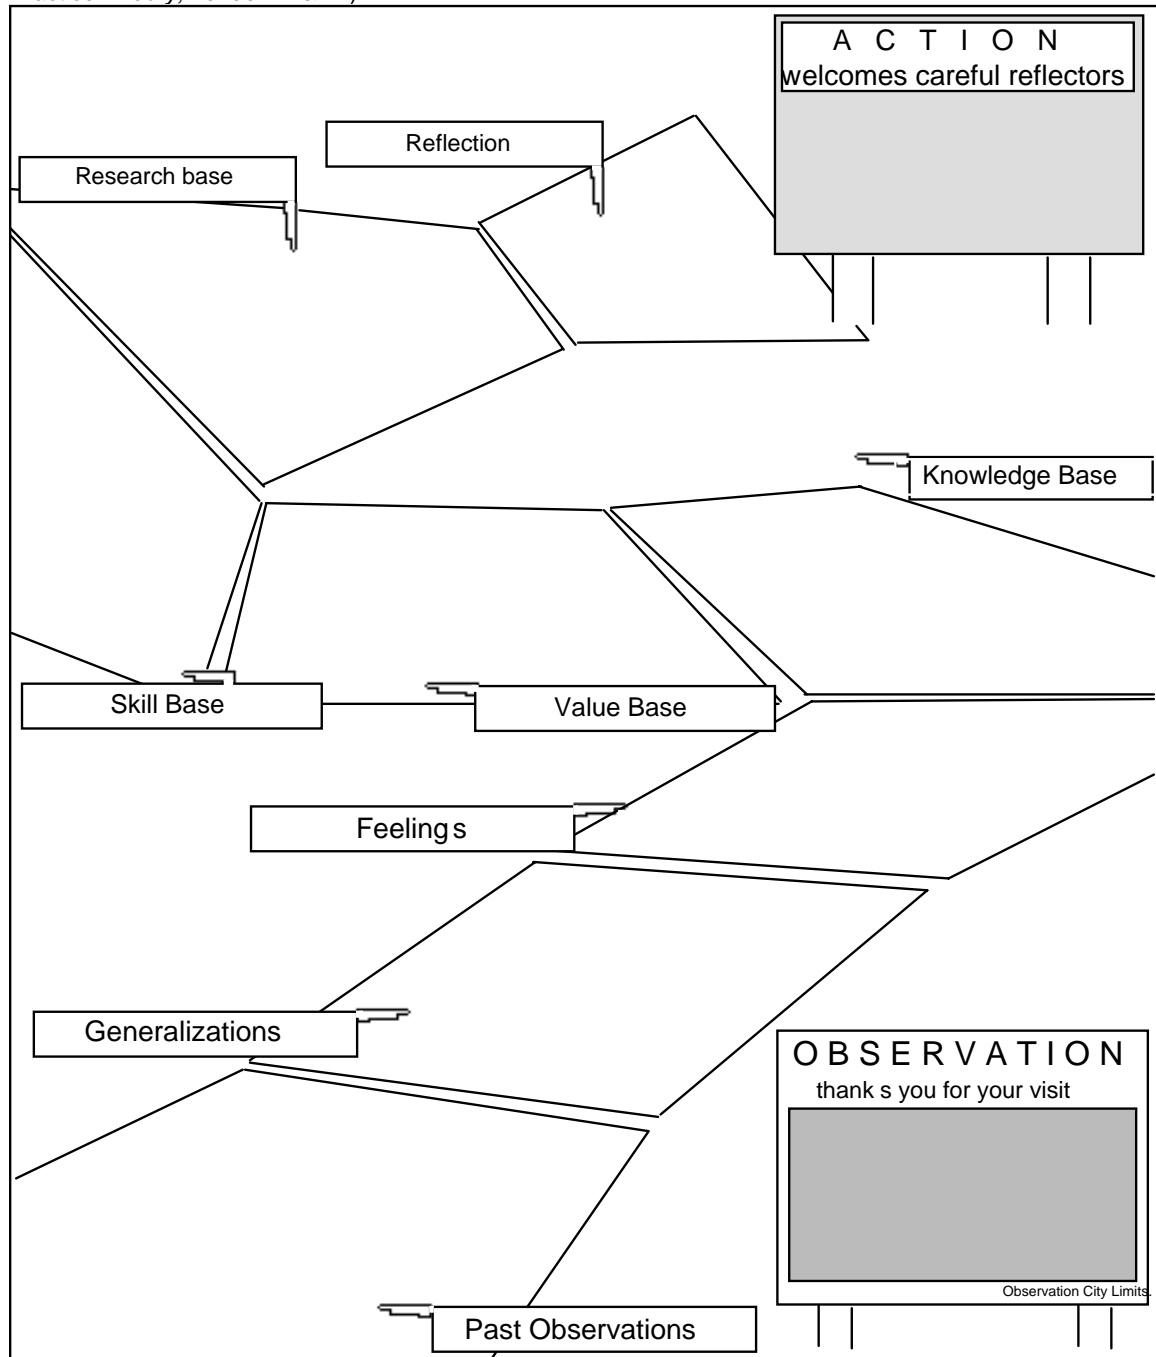 A C T I O N
welcomes careful reflectors
Reflection
Research base
Knowledge Base
Skill Base
Value Base
Feelings
Generalizations
O B S E R V A T I O N
thank s you for your visit
Observation City Limits.
Past Observations